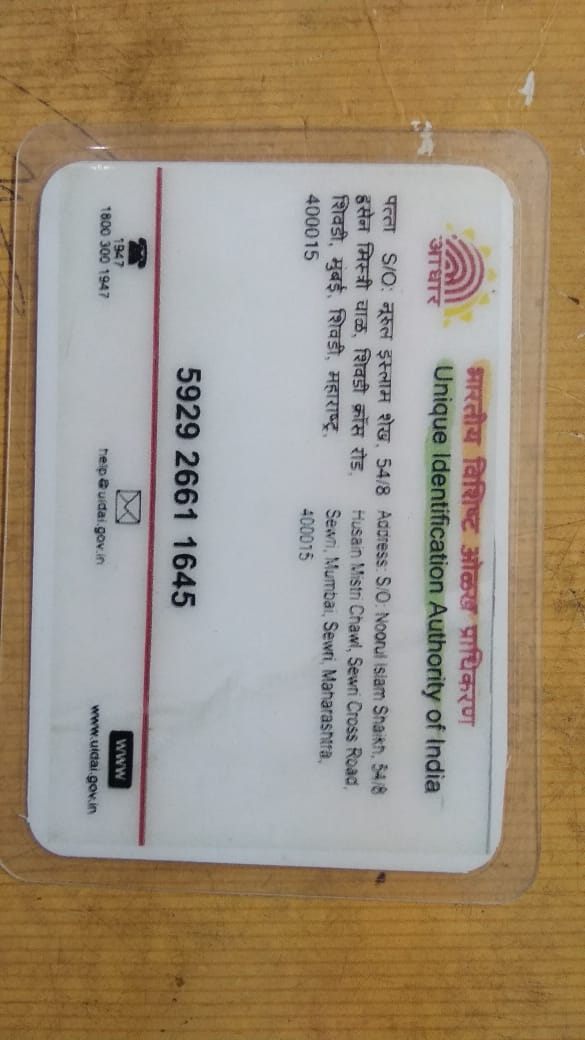 भारतीय विशिष्ट ओळख प्राधिकरण
Unique Identification Authority of India
आधार
पत्ता S/O: नूरुल इस्लाम शेख, 54/8
हुसेन मिस्त्री चाळ, शिवडी क्रॉस रोड,
शिवडी, मुंबई, शिवडी, महाराष्ट्र,
400015
Address: S/O: Noorul Islam Shaikh, 54/8
Husain Mistri Chawl, Sewri Cross Road,
Sewri, Mumbai, Sewri, Maharashtra,
400015
5929 2661 1645
1947
1800 300 1947
help@uidai.gov.in
www
www.uidai.gov.in